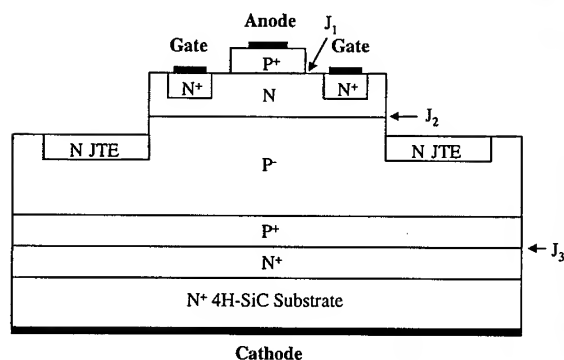 Anode
J₁
Gate
Gate
P⁺
N⁺
N
N⁺
J₂
N JTE
P⁻
N JTE
P⁺
J₃
N⁺
N⁺ 4H-SiC Substrate
Cathode